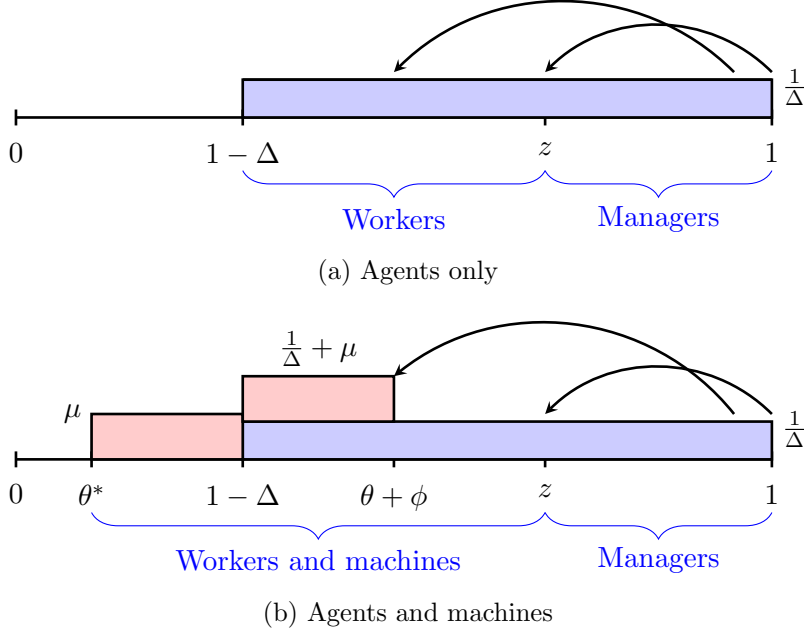 1/Δ
0 1 − Δ z 1
Workers Managers
(a) Agents only
1/Δ + μ
μ
1/Δ
0 θ* 1 − Δ θ + ϕ z 1
Workers and machines Managers
(b) Agents and machines